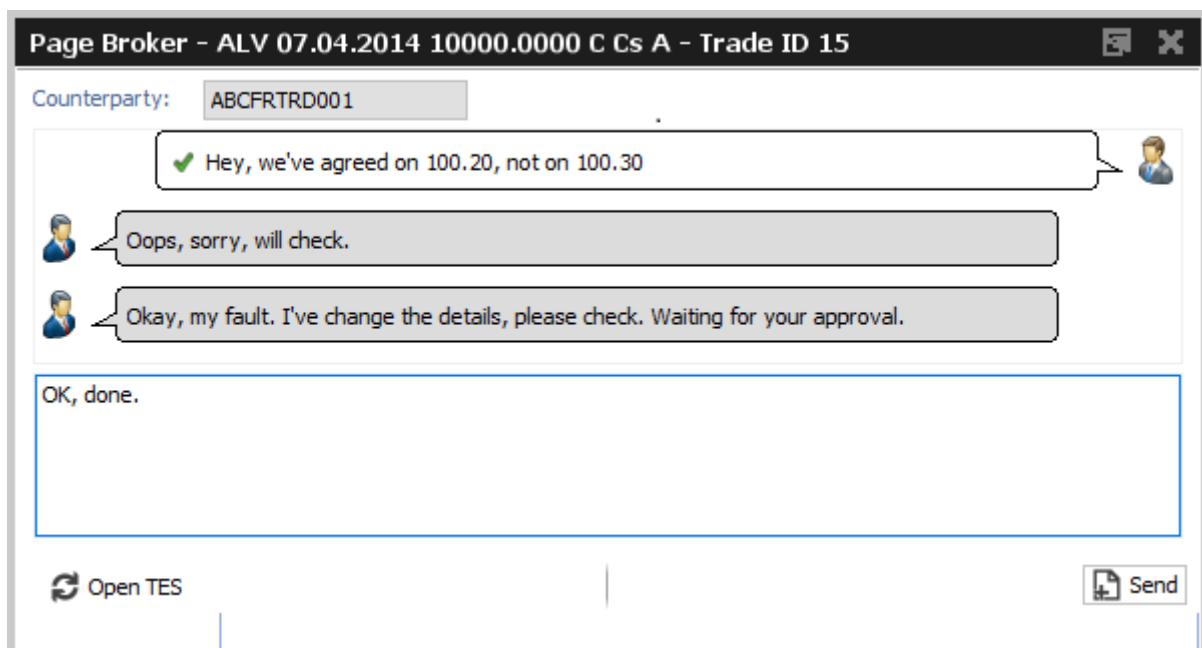 Page Broker - ALV 07.04.2014 10000.0000 C Cs A - Trade ID 15
Counterparty: ABCFRTRD001
Hey, we've agreed on 100.20, not on 100.30
Oops, sorry, will check.
Okay, my fault. I've change the details, please check. Waiting for your approval.
OK, done.
Open TES Send